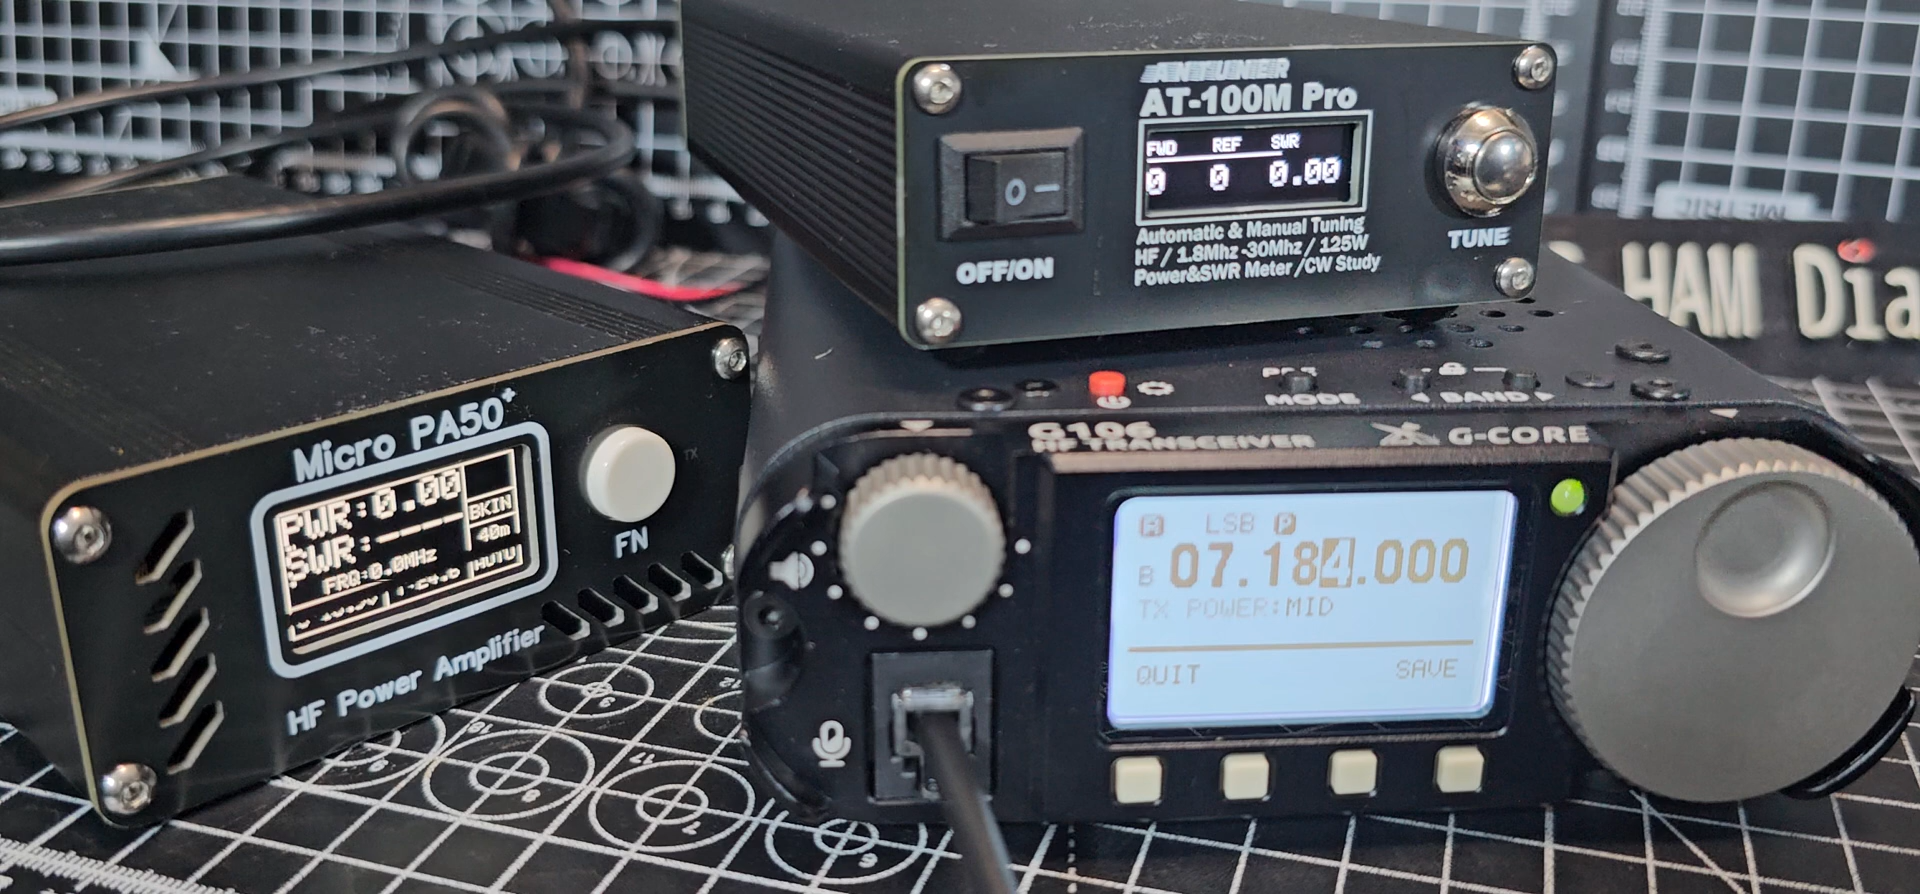 ANTUNER
AT-100M Pro
FWD REF SWR
0 0 0.00
Automatic & Manual Tuning
HF / 1.8Mhz-30Mhz / 125W
Power&SWR Meter /CW Study
OFF/ON
TUNE
HAM Dia
METRIC
Micro PA50+
PWR:0.00
SWR:----
BKIN
40m
FRQ:0.0MHz
FN
TX
HF Power Amplifier
MODE
BAND
G106
HF TRANSCEIVER
G-CORE
A LSB P
B 07.184.000
TX POWER:MID
QUIT SAVE